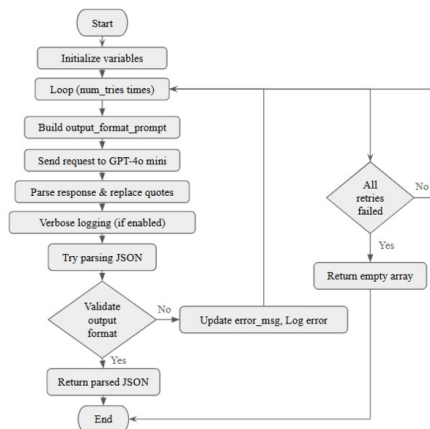 Start
Initialize variables
Loop (num_tries times)
Build output_format_prompt
Send request to GPT-4o mini
Parse response & replace quotes
Verbose logging (if enabled)
Try parsing JSON
Validate
output
format
No
Update error_msg, Log error
Yes
Return parsed JSON
End
All
retries
failed
No
Yes
Return empty array